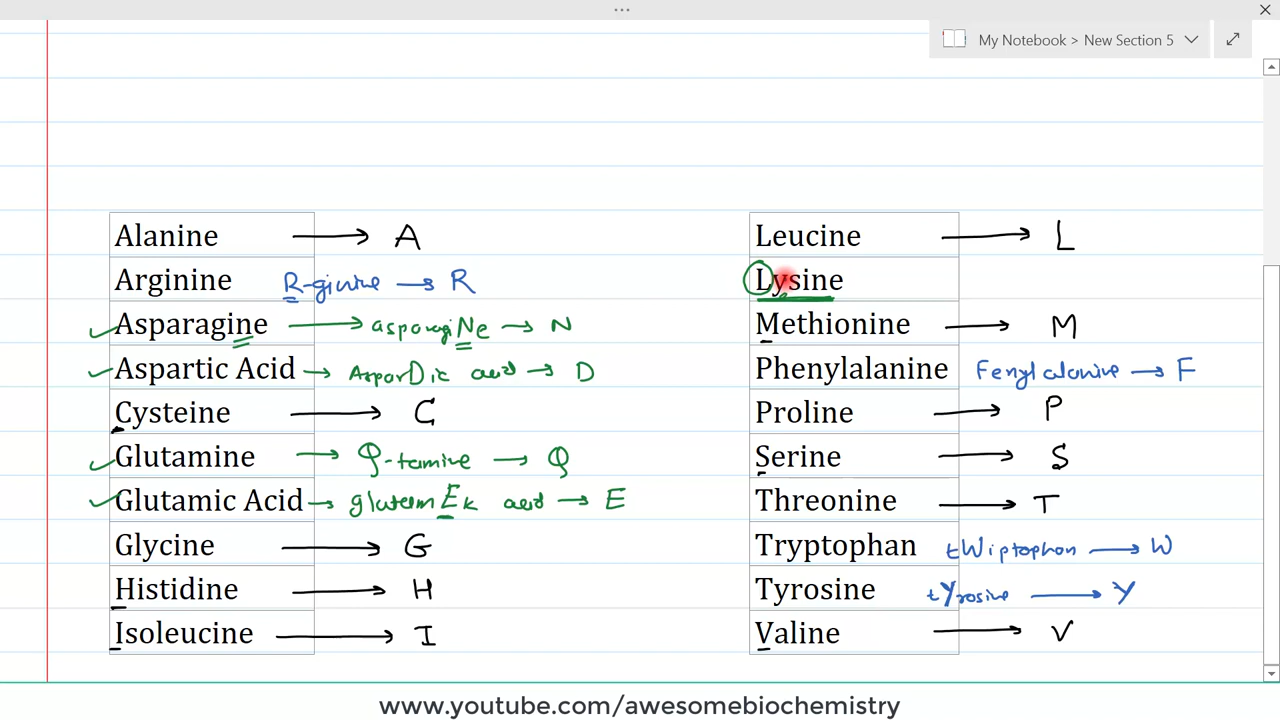 My Notebook > New Section 5
Alanine → A
Arginine R-ginine → R
Asparagine → asparagiNe → N
Aspartic Acid → AsparDic acid → D
Cysteine → C
Glutamine → Q-tamine → Q
Glutamic Acid → glutamEk acid → E
Glycine → G
Histidine → H
Isoleucine → I
Leucine → L
Lysine
Methionine → M
Phenylalanine Fenylalanine → F
Proline → P
Serine → S
Threonine → T
Tryptophan tWiptophan → W
Tyrosine tYrosine → Y
Valine → V
www.youtube.com/awesomebiochemistry